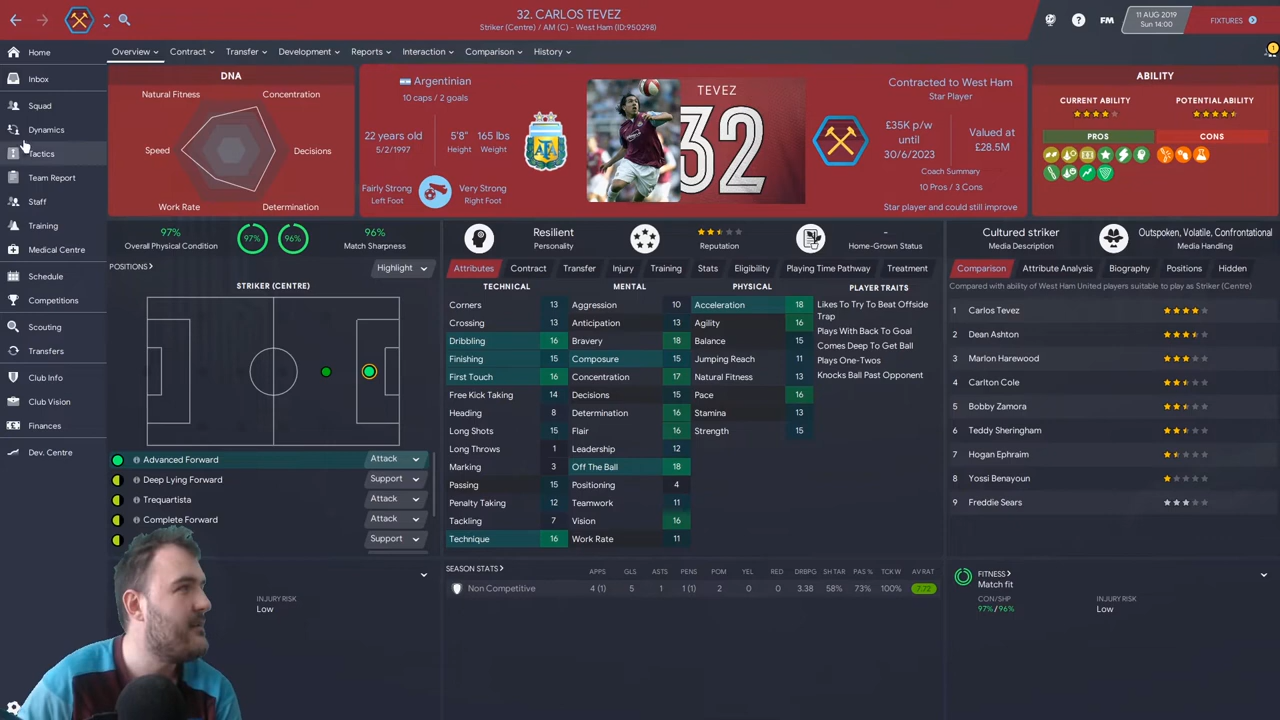 32. CARLOS TEVEZ
Striker (Centre) / AM (C) - West Ham (ID:950298)
FM
11 AUG 2019
Sun 14:00
FIXTURES
Home
Inbox
Squad
Dynamics
Tactics
Team Report
Staff
Training
Medical Centre
Schedule
Competitions
Scouting
Transfers
Club Info
Club Vision
Finances
Dev. Centre
Overview
Contract
Transfer
Development
Reports
Interaction
Comparison
History
DNA
Natural Fitness
Concentration
Speed
Decisions
Work Rate
Determination
Argentinian
10 caps / 2 goals
22 years old
5/2/1997
5'8"
Height
165 lbs
Weight
AFA
Fairly Strong
Left Foot
Very Strong
Right Foot
TEVEZ
32
Contracted to West Ham
Star Player
£35K p/w
until
30/6/2023
Valued at
£28.5M
Coach Summary
10 Pros / 3 Cons
Star player and could still improve
ABILITY
CURRENT ABILITY
POTENTIAL ABILITY
PROS
CONS
97%
Overall Physical Condition
97%
96%
96%
Match Sharpness
POSITIONS
Highlight
STRIKER (CENTRE)
Advanced Forward
Attack
Deep Lying Forward
Support
Trequartista
Attack
Complete Forward
Attack
Support
INJURY RISK
Low
Resilient
Personality
Reputation
-
Home-Grown Status
Attributes
Contract
Transfer
Injury
Training
Stats
Eligibility
Playing Time Pathway
Treatment
TECHNICAL
Corners 13
Crossing 13
Dribbling 16
Finishing 15
First Touch 16
Free Kick Taking 14
Heading 8
Long Shots 15
Long Throws 1
Marking 3
Passing 15
Penalty Taking 12
Tackling 7
Technique 16
MENTAL
Aggression 10
Anticipation 13
Bravery 18
Composure 15
Concentration 17
Decisions 15
Determination 16
Flair 16
Leadership 12
Off The Ball 18
Positioning 4
Teamwork 11
Vision 16
Work Rate 11
PHYSICAL
Acceleration 18
Agility 16
Balance 15
Jumping Reach 11
Natural Fitness 13
Pace 16
Stamina 13
Strength 15
PLAYER TRAITS
Likes To Try To Beat Offside
Trap
Plays With Back To Goal
Comes Deep To Get Ball
Plays One-Twos
Knocks Ball Past Opponent
SEASON STATS
APPS GLS ASTS PENS POM YEL RED DRBPG SH TAR PAS % TCK W AV RAT
Non Competitive 4 (1) 5 1 1 (1) 2 0 0 3.38 58% 73% 100% 7.72
Cultured striker
Media Description
Outspoken, Volatile, Confrontational
Media Handling
Comparison
Attribute Analysis
Biography
Positions
Hidden
Compared with ability of West Ham United players suitable to play as Striker (Centre)
1 Carlos Tevez
2 Dean Ashton
3 Marlon Harewood
4 Carlton Cole
5 Bobby Zamora
6 Teddy Sheringham
7 Hogan Ephraim
8 Yossi Benayoun
9 Freddie Sears
FITNESS
Match fit
CON/SHP
97%/96%
INJURY RISK
Low